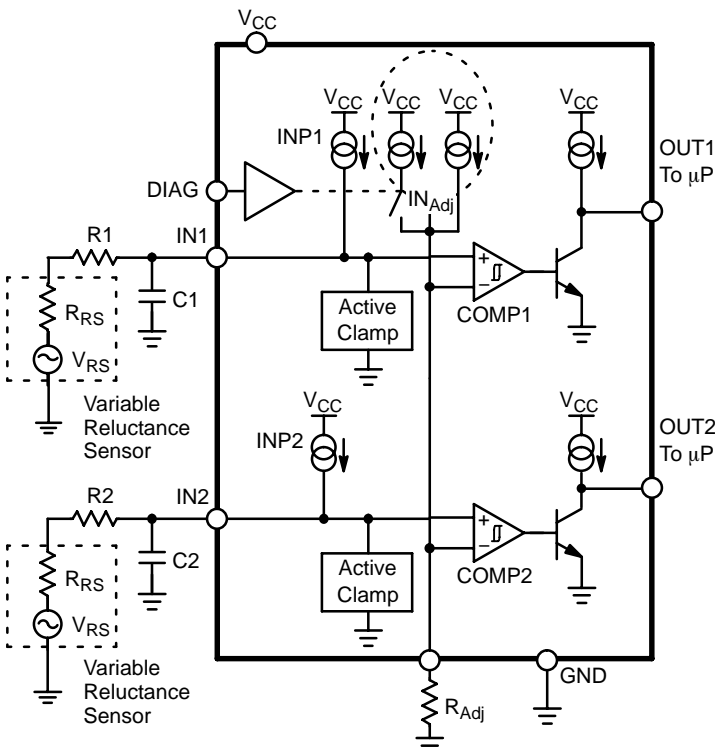 VCC
VCC
VCC
VCC
VCC
INP1
OUT1
To μP
DIAG
INAdj
R1
IN1
+
−
C1
COMP1
Active
Clamp
RRS
VRS
Variable
Reluctance
Sensor
VCC
VCC
INP2
OUT2
To μP
R2
IN2
+
−
C2
COMP2
Active
Clamp
RRS
VRS
Variable
Reluctance
Sensor
GND
RAdj